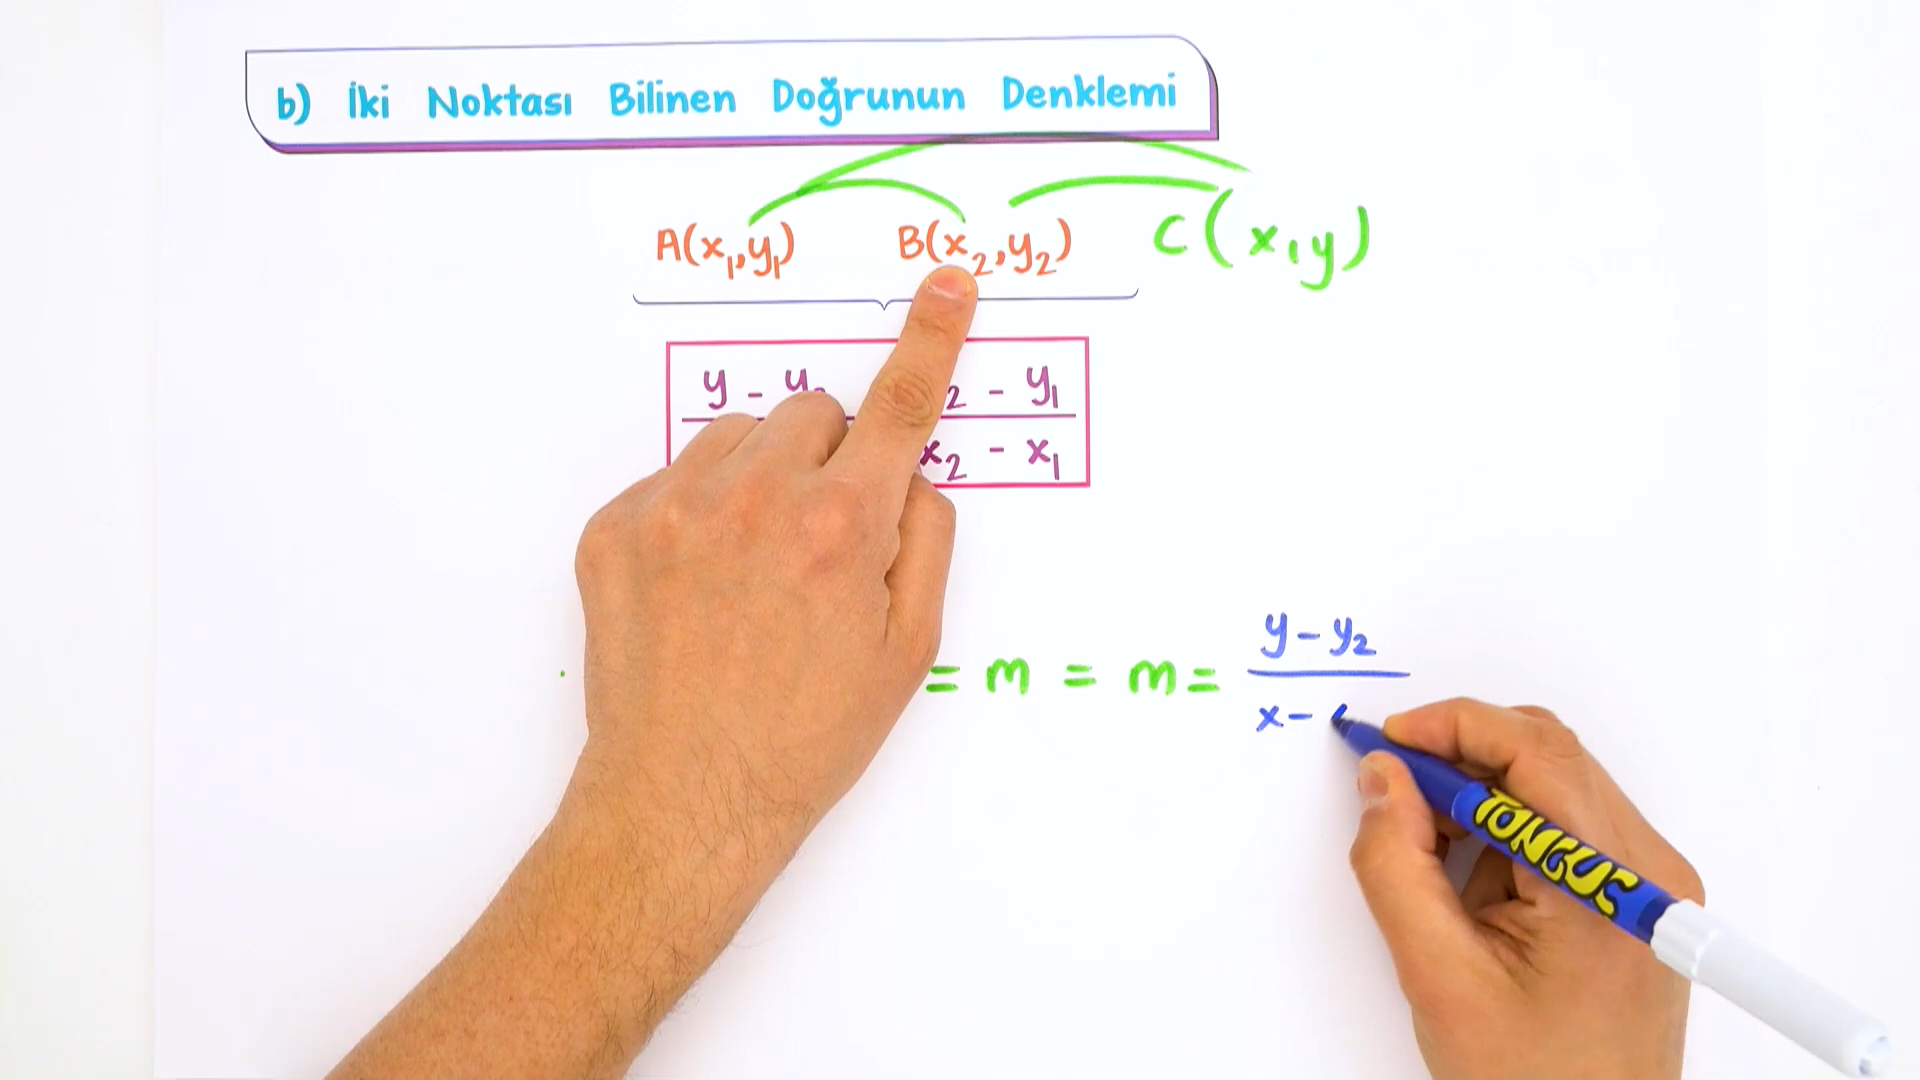 b) İki Noktası Bilinen Doğrunun Denklemi
A(x₁,y₁) B(x₂,y₂) C(x,y)
y - y₂ ₂ - y₁
x₂ - x₁
= m = m = y-y₂
x-
TONGUÇ